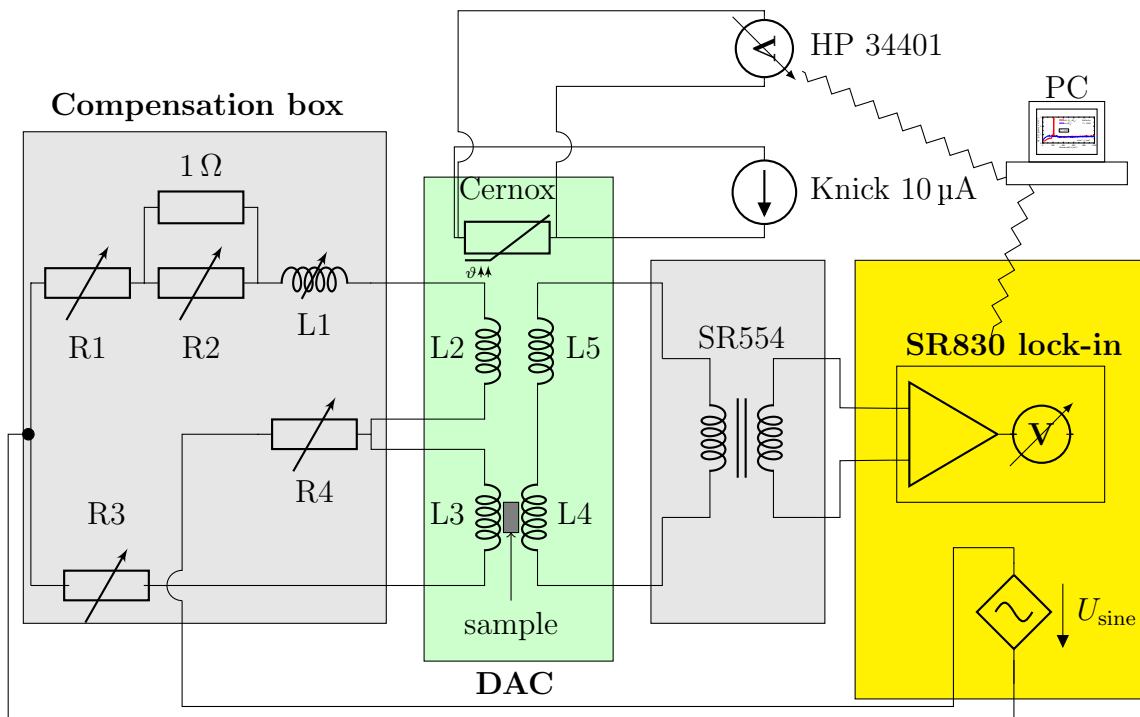 HP 34401
PC
Compensation box
1 Ω
Cernox
Knick 10 µA
ϑ
R1
R2
L1
L2
L5
SR554
SR830 lock-in
V
R4
R3
L3
L4
sample
U sine
DAC